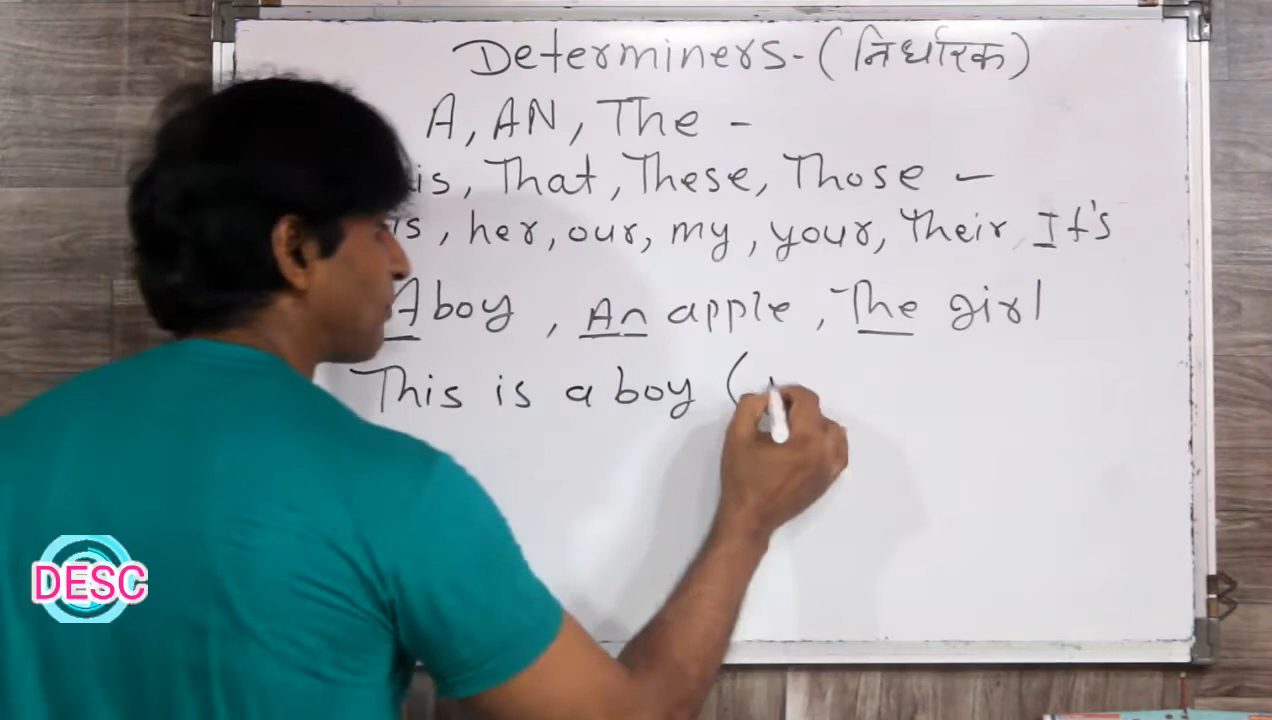 Determiners - (निर्धारक)
A, AN, The -
That, These, Those -
, her, our, my, your, Their, It's
A boy, An apple, The girl
This is a boy (
DESC